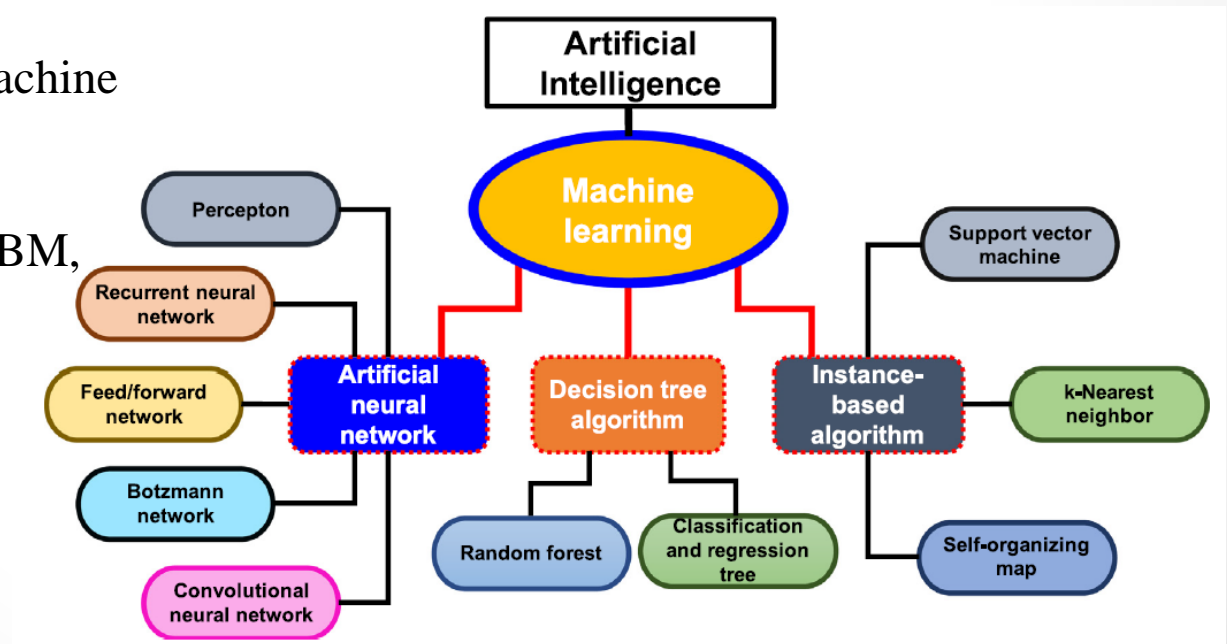 achine
BM,
Artificial
Intelligence
Machine
learning
Percepton
Recurrent neural
network
Feed/forward
network
Botzmann
network
Convolutional
neural network
Artificial
neural
network
Decision tree
algorithm
Random forest
Classification
and regression
tree
Instance-
based
algorithm
Support vector
machine
k-Nearest
neighbor
Self-organizing
map